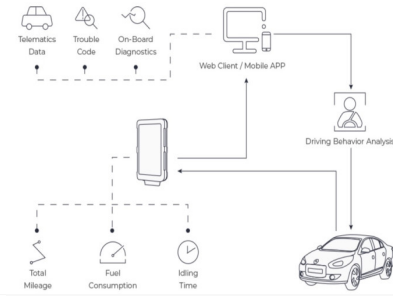 Telematics
Data
Trouble
Code
On-Board
Diagnostics
Web Client / Mobile APP
Driving Behavior Analysis
Total
Mileage
Fuel
Consumption
Idling
Time